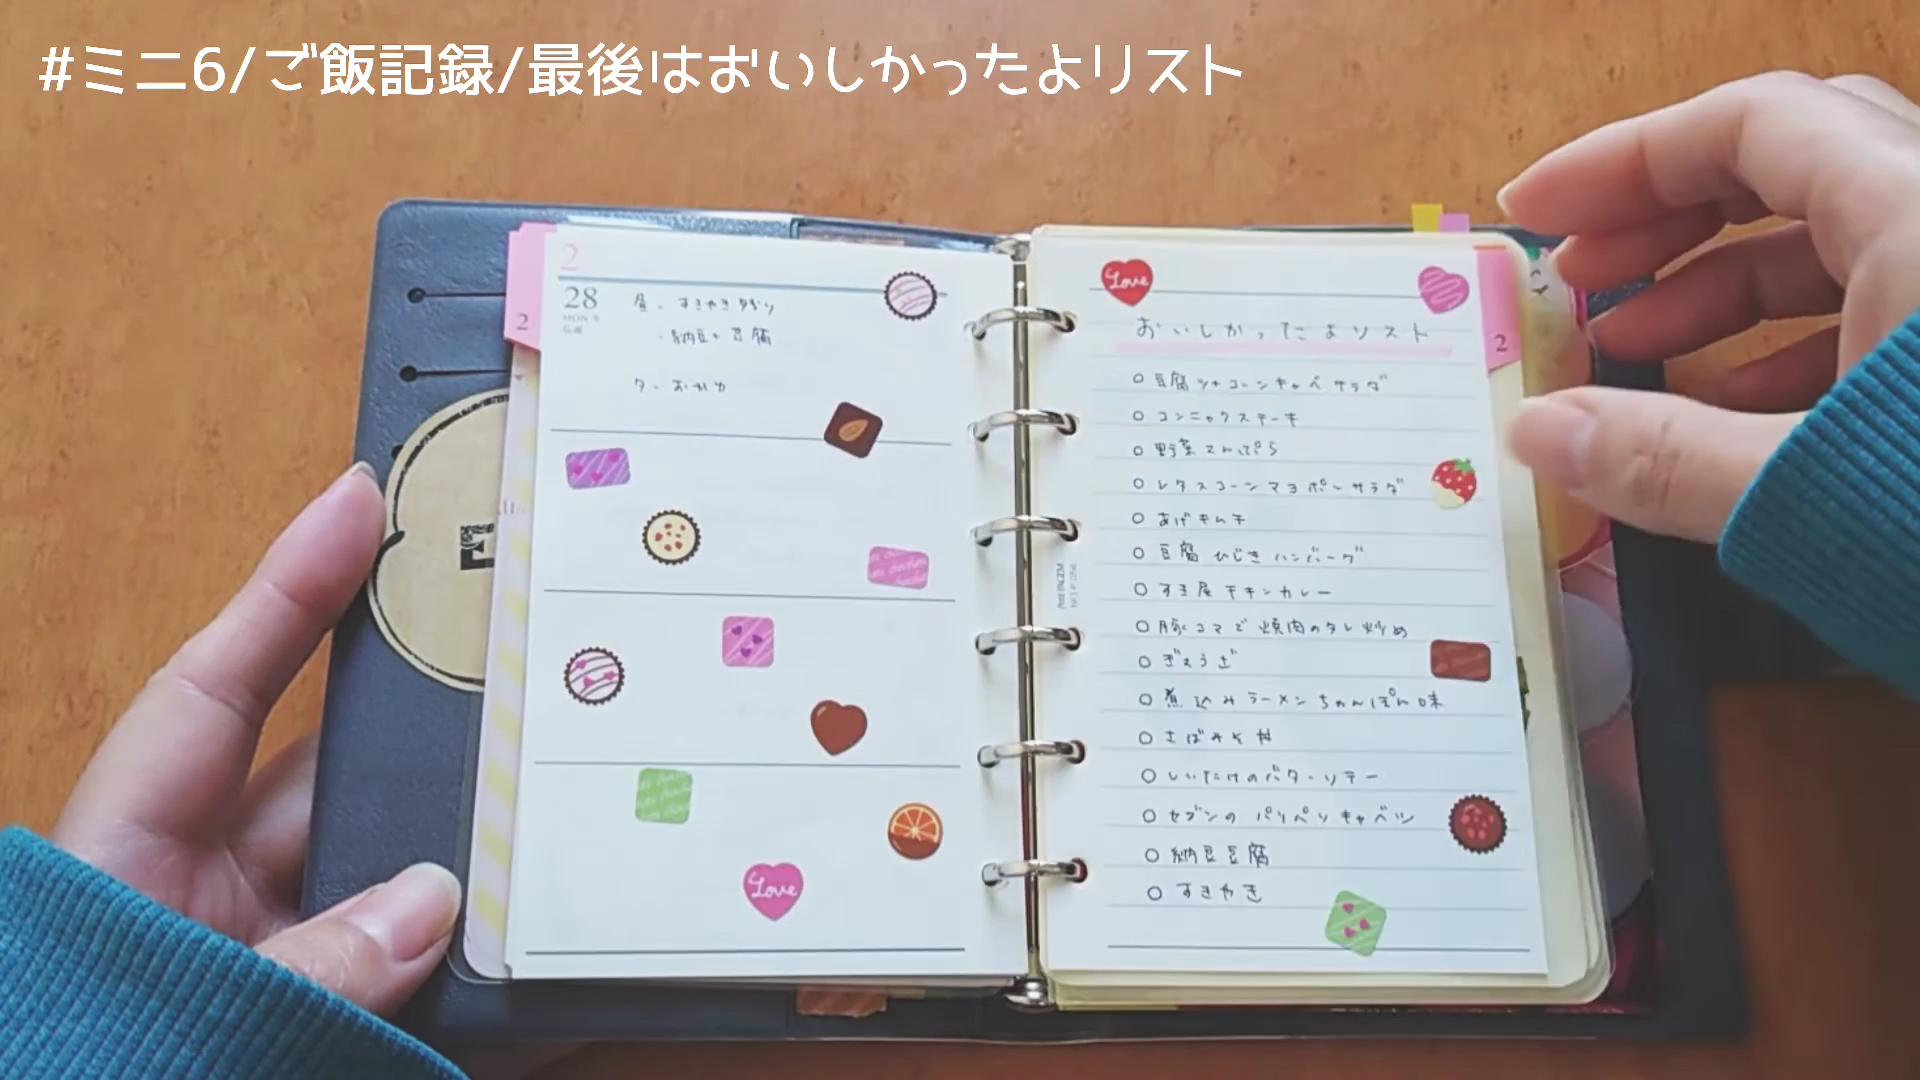 #ミニ6/ご飯記録/最後はおいしかったよリスト
2
28
MON
仏滅
昼・すきやき
・納豆+豆腐
夕・おかゆ
2
Love
Love
おいしかったよリスト
2
○豆腐ツナコーンキャベサラダ
○コンニャクステーキ
○野菜てんぷら
○レタスコーンマヨポンサラダ
○あげキムチ
○豆腐ひじきハンバーグ
○すき屋チキンカレー
○豚コマで焼肉のタレ炒め
○ぎょうざ
○煮込みラーメンちゃんぽん味
○さばみそ丼
○しいたけのバターソテー
○セブンの パリパリキャベツ
○納豆豆腐
○すきやき